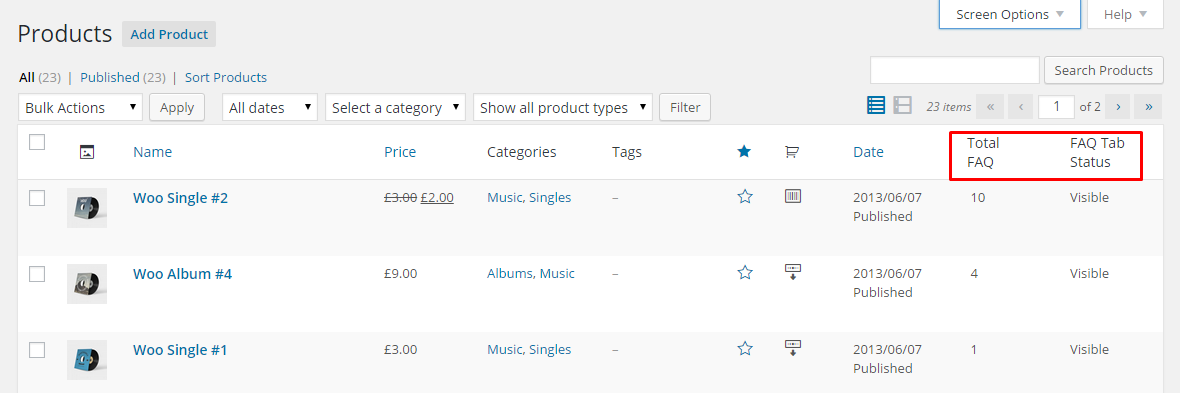 Screen Options Help
Products Add Product
All (23) | Published (23) | Sort Products
Search Products
Bulk Actions Apply All dates Select a category Show all product types Filter 23 items « ‹ 1 of 2 › »
Name Price Categories Tags Date Total FAQ FAQ Tab Status
Woo Single #2 £3.00 £2.00 Music, Singles – 2013/06/07 10 Visible
Published
Woo Album #4 £9.00 Albums, Music – 2013/06/07 4 Visible
Published
Woo Single #1 £3.00 Music, Singles – 2013/06/07 1 Visible
Published